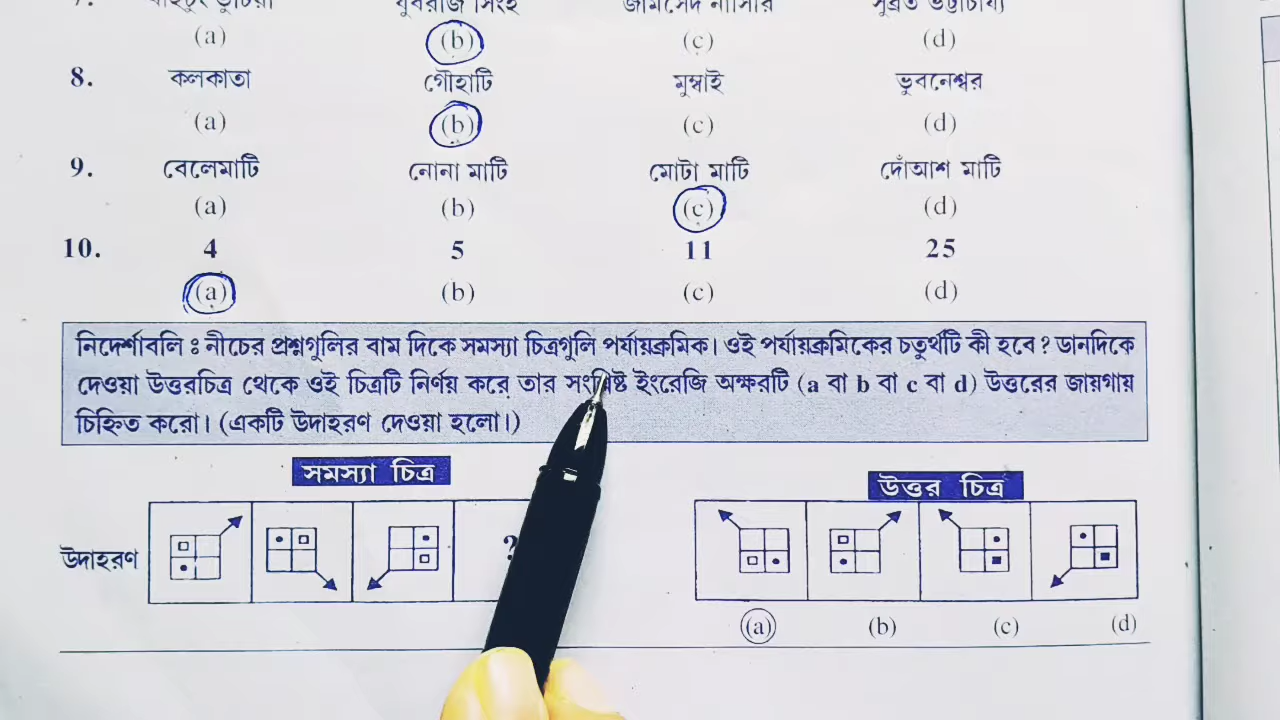 যুবরাজ সিংহ
(a) (b) (c) (d)
8. কলকাতা গৌহাটি মুম্বাই ভুবনেশ্বর
(a) (b) (c) (d)
9. বেলেমাটি নোনা মাটি মোটা মাটি দোঁআশ মাটি
(a) (b) (c) (d)
10. 4 5 11 25
(a) (b) (c) (d)
নির্দেশাবলি : নীচের প্রশ্নগুলির বাম দিকে সমস্যা চিত্রগুলি পর্যায়ক্রমিক। ওই পর্যায়ক্রমিকের চতুর্থটি কী হবে? ডানদিকে
দেওয়া উত্তরচিত্র থেকে ওই চিত্রটি নির্ণয় করে তার সংশ্লিষ্ট ইংরেজি অক্ষরটি (a বা b বা c বা d) উত্তরের জায়গায়
চিহ্নিত করো। (একটি উদাহরণ দেওয়া হলো।)
সমস্যা চিত্র উত্তর চিত্র
উদাহরণ ?
(a) (b) (c) (d)